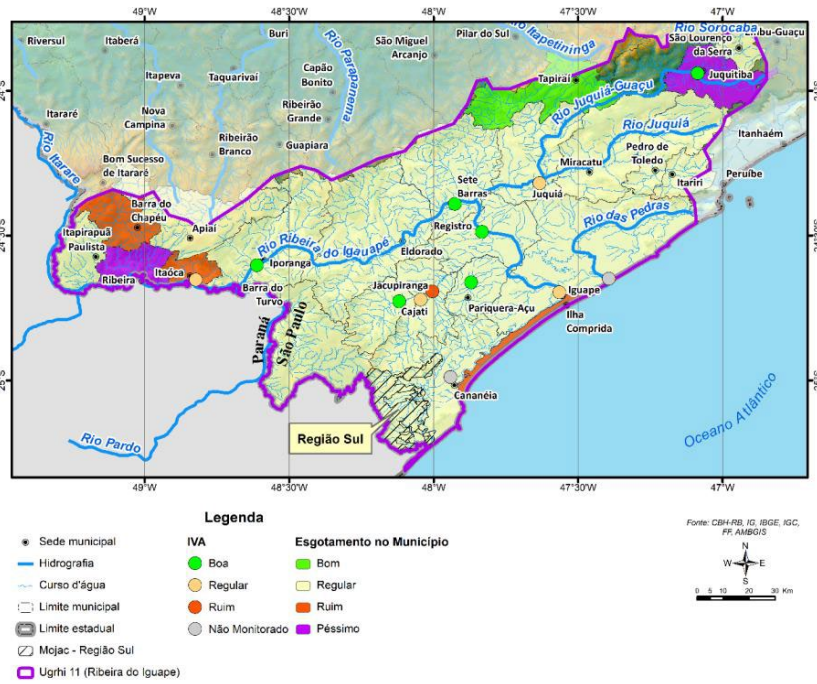 Rio Sorocaba
Riversul
Itaberá
Buri
Rio Parapanema
São Miguel
Arcanjo
Pilar do Sul
Rio Itapetininga
São Lourenço
da Serra
Embu-Guaçu
Itapeva
Taquarivaí
Capão
Bonito
Tapiraí
Juquitiba
24°S
Rio Juquiá-Guaçu
Itararé
Nova
Campina
Ribeirão
Grande
Rio Juquiá
Itanhaém
Rio Itararé
Ribeirão
Branco
Guapiara
Pedro de
Toledo
Miracatu
Bom Sucesso
de Itararé
Sete
Barras
Juquiá
Itariri
Peruíbe
Barra do
Chapéu
Apiaí
Registro
Rio das Pedras
Itapirapuã
Paulista
Rio Ribeira do Igauapé
Eldorado
Ribeira
Itaóca
Iporanga
Barra do
Turvo
Jacupiranga
Cajati
Pariquera-Açu
Iguape
Ilha
Comprida
Paraná
São Paulo
25°S
Cananéia
Região Sul
Rio Pardo
Oceano Atlântico
49°W
48°30'W
48°W
47°30'W
47°W
Legenda
Sede municipal
Hidrografia
Curso d'água
Limite municipal
Limite estadual
Mojac - Região Sul
Ugrhi 11 (Ribeira do Iguape)
IVA
Boa
Regular
Ruim
Não Monitorado
Esgotamento no Município
Bom
Regular
Ruim
Péssimo
Fonte: CBH-RB, IG, IBGE, IGC,
FF, AMBGIS
N
W E
S
0 5 10 20 30 Km